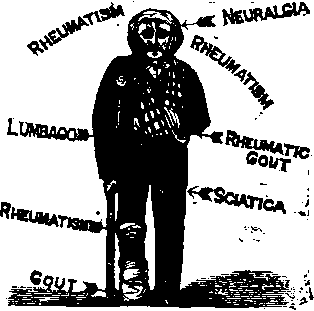 RHEUMATISM
NEURALGIA
RHEUMATISM
LUMBAGO
RHEUMATIC
GOUT
SCIATICA
RHEUMATISM
GOUT